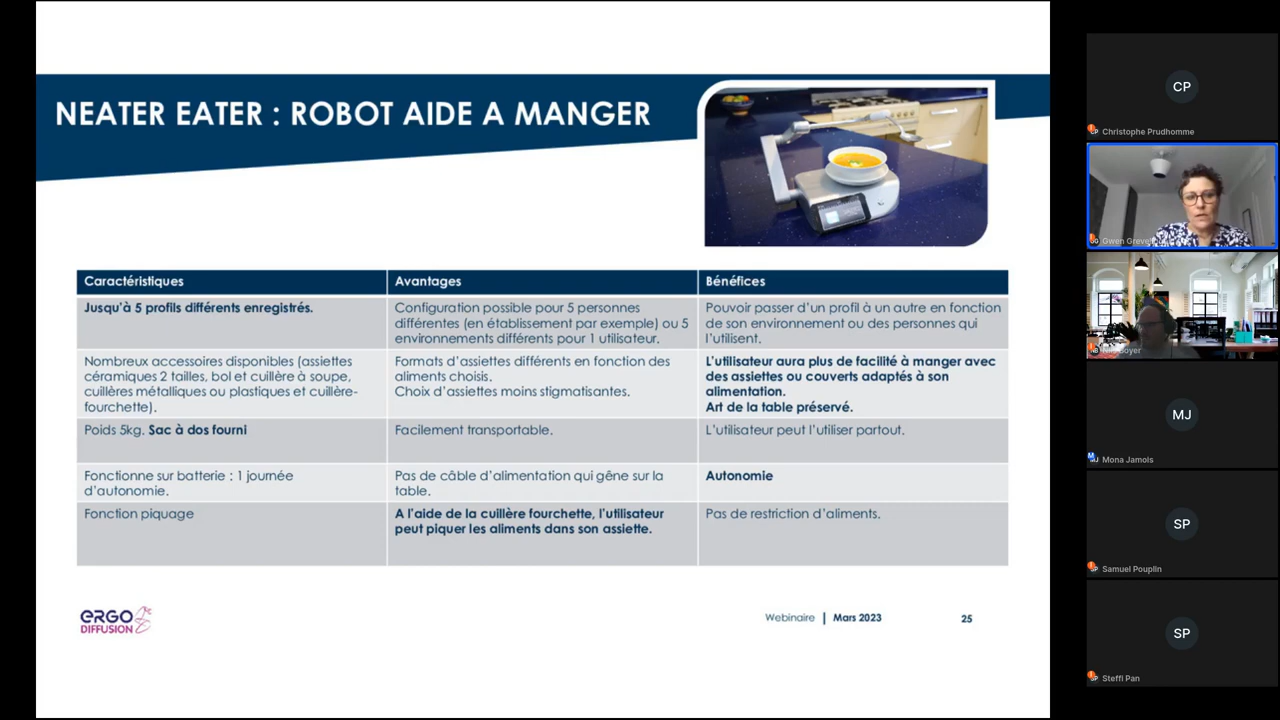 NEATER EATER : ROBOT AIDE A MANGER
Caractéristiques
Avantages
Bénéfices
Jusqu'à 5 profils différents enregistrés.
Configuration possible pour 5 personnes
différentes (en établissement par exemple) ou 5
environnements différents pour 1 utilisateur.
Pouvoir passer d'un profil à un autre en fonction
de son environnement ou des personnes qui
l'utilisent.
Nombreux accessoires disponibles (assiettes
céramiques 2 tailles, bol et cuillère à soupe,
cuillères métalliques ou plastiques et cuillère-
fourchette).
Formats d'assiettes différents en fonction des
aliments choisis.
Choix d'assiettes moins stigmatisantes.
L'utilisateur aura plus de facilité à manger avec
des assiettes ou couverts adaptés à son
alimentation.
Art de la table préservé.
Poids 5kg. Sac à dos fourni
Facilement transportable.
L'utilisateur peut l'utiliser partout.
Fonctionne sur batterie : 1 journée
d'autonomie.
Pas de câble d'alimentation qui gêne sur la
table.
Autonomie
Fonction piquage
A l'aide de la cuillère fourchette, l'utilisateur
peut piquer les aliments dans son assiette.
Pas de restriction d'aliments.
ERGO
DIFFUSION
Webinaire | Mars 2023
25
CP
Christophe Prudhomme
Gwen
Boyer
MJ
Mona Jamois
SP
Samuel Pouplin
SP
Steffi Pan